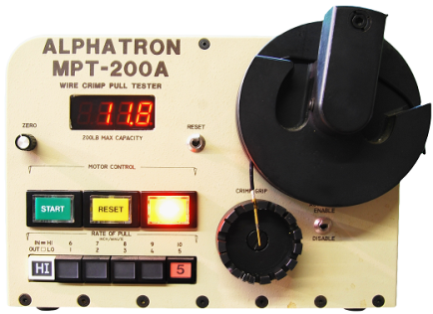 ALPHATRON
MPT-200A
WIRE CRIMP PULL TESTER
11.8
200LB MAX CAPACITY
ZERO
RESET
MOTOR CONTROL
START
RESET
CRIMP GRIP
ENABLE
DISABLE
RATE OF PULL
IN = HI 6 7 8 9 10
OUT □ LO 1 2 3 4 5
HI
5